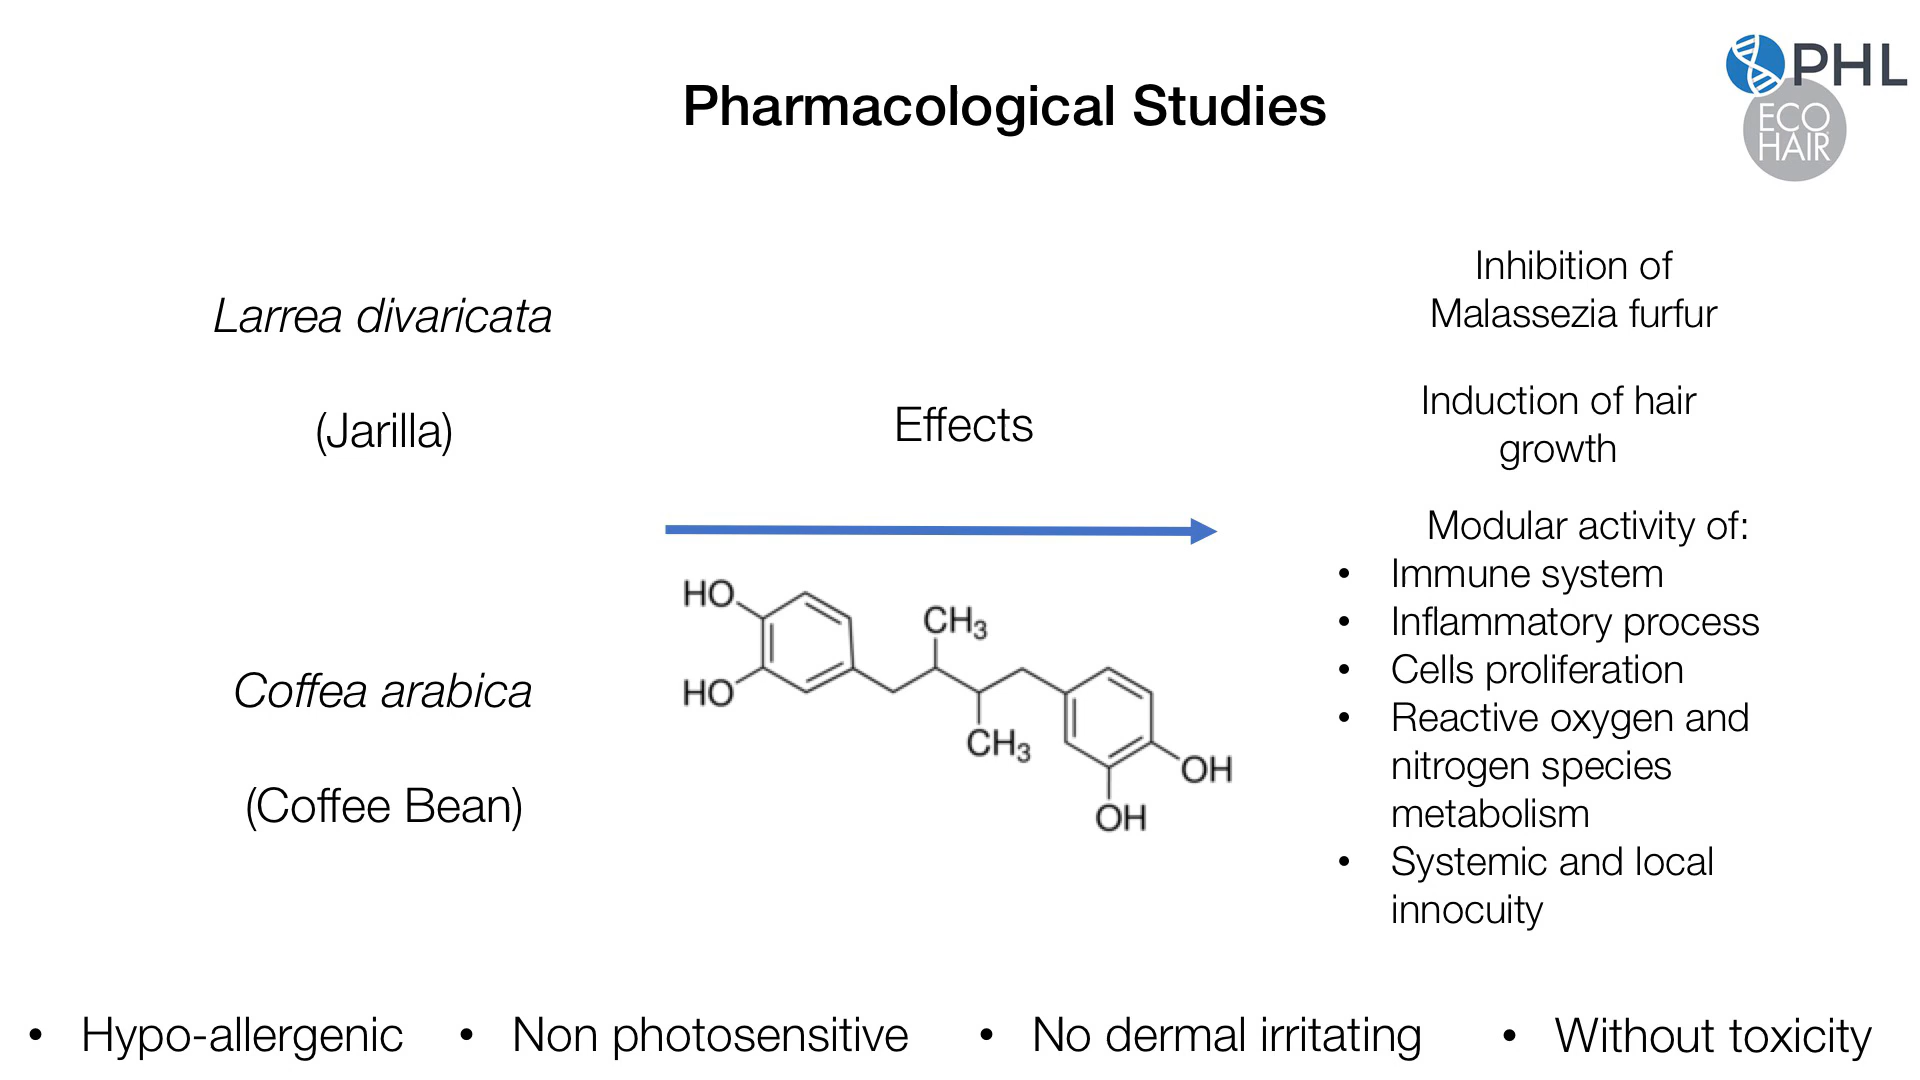 Pharmacological Studies
PHL
ECO
HAIR
Larrea divaricata
(Jarilla)
Coffea arabica
(Coffee Bean)
Effects
HO
HO
CH3
CH3
OH
OH
Inhibition of
Malassezia furfur
Induction of hair
growth
Modular activity of:
• Immune system
• Inflammatory process
• Cells proliferation
• Reactive oxygen and
nitrogen species
metabolism
• Systemic and local
innocuity
• Hypo-allergenic
• Non photosensitive
• No dermal irritating
• Without toxicity